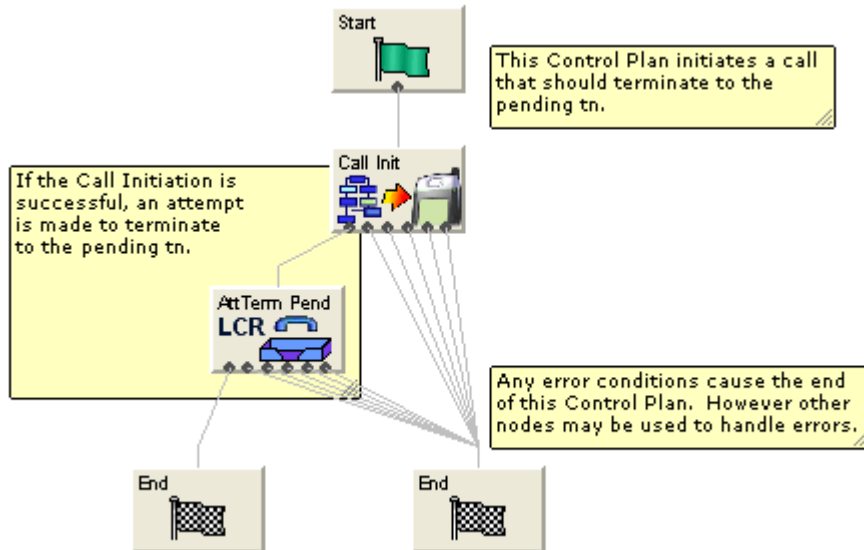 Start
This Control Plan initiates a call
that should terminate to the
pending tn.
Call Init
If the Call Initiation is
successful, an attempt
is made to terminate
to the pending tn.
AttTerm Pend
LCR
Any error conditions cause the end
of this Control Plan. However other
nodes may be used to handle errors.
End
End